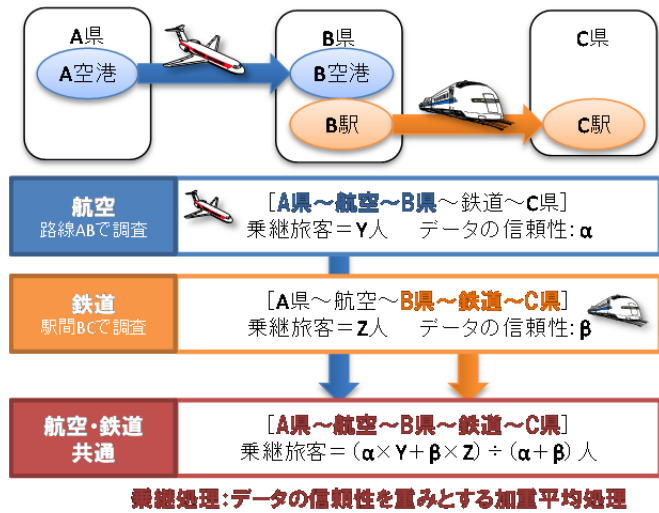 A県
B県
C県
A空港
B空港
B駅
C駅
航空
路線ABで調査
[A県～航空～B県～鉄道～C県]
乗継旅客＝Y人 データの信頼性：α
鉄道
駅間BCで調査
[A県～航空～B県～鉄道～C県]
乗継旅客＝Z人 データの信頼性：β
航空・鉄道
共通
[A県～航空～B県～鉄道～C県]
乗継旅客＝(α×Y＋β×Z)÷(α＋β)人
乗継処理：データの信頼性を重みとする加重平均処理